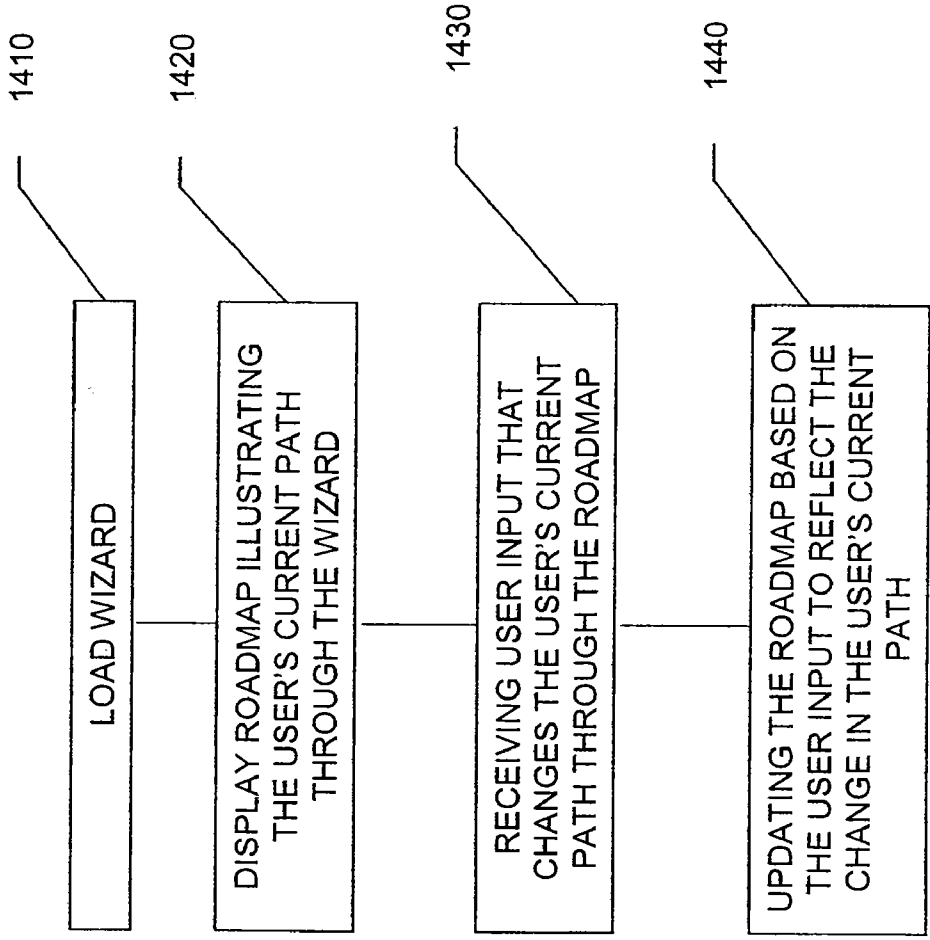 LOAD WIZARD
1410
DISPLAY ROADMAP ILLUSTRATING
THE USER'S CURRENT PATH
THROUGH THE WIZARD
1420
RECEIVING USER INPUT THAT
CHANGES THE USER'S CURRENT
PATH THROUGH THE ROADMAP
1430
UPDATING THE ROADMAP BASED ON
THE USER INPUT TO REFLECT THE
CHANGE IN THE USER'S CURRENT
PATH
1440